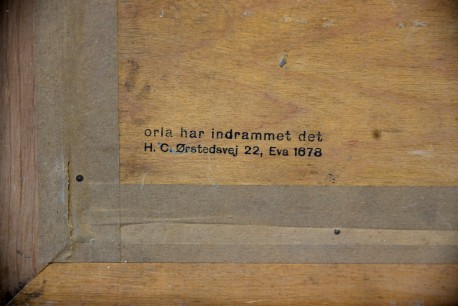 orla har indrammet det
H. C. Ørstedsvej 22, Eva 1678